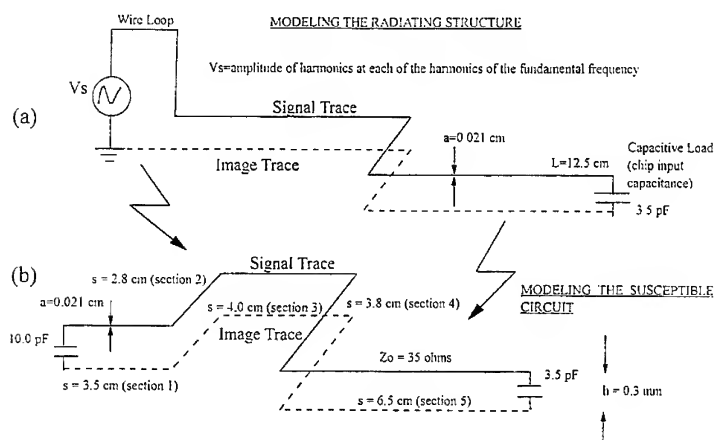 MODELING THE RADIATING STRUCTURE
Wire Loop
Vs=amplitude of harmonics at each of the harmonics of the fundamental frequency
Vs
Signal Trace
(a)
a=0 021 cm
Capacitive Load
(chip input
capacitance)
Image Trace
L=12.5 cm
3 5 pF
(b)
Signal Trace
s = 2.8 cm (section 2)
MODELING THE SUSCEPTIBLE
CIRCUIT
a=0.021 cm
s = 4.0 cm (section 3)
s = 3.8 cm (section 4)
Image Trace
10.0 pF
Zo = 35 ohms
3.5 pF
h = 0.3 mm
s = 3.5 cm (section 1)
s = 6.5 cm (section 5)